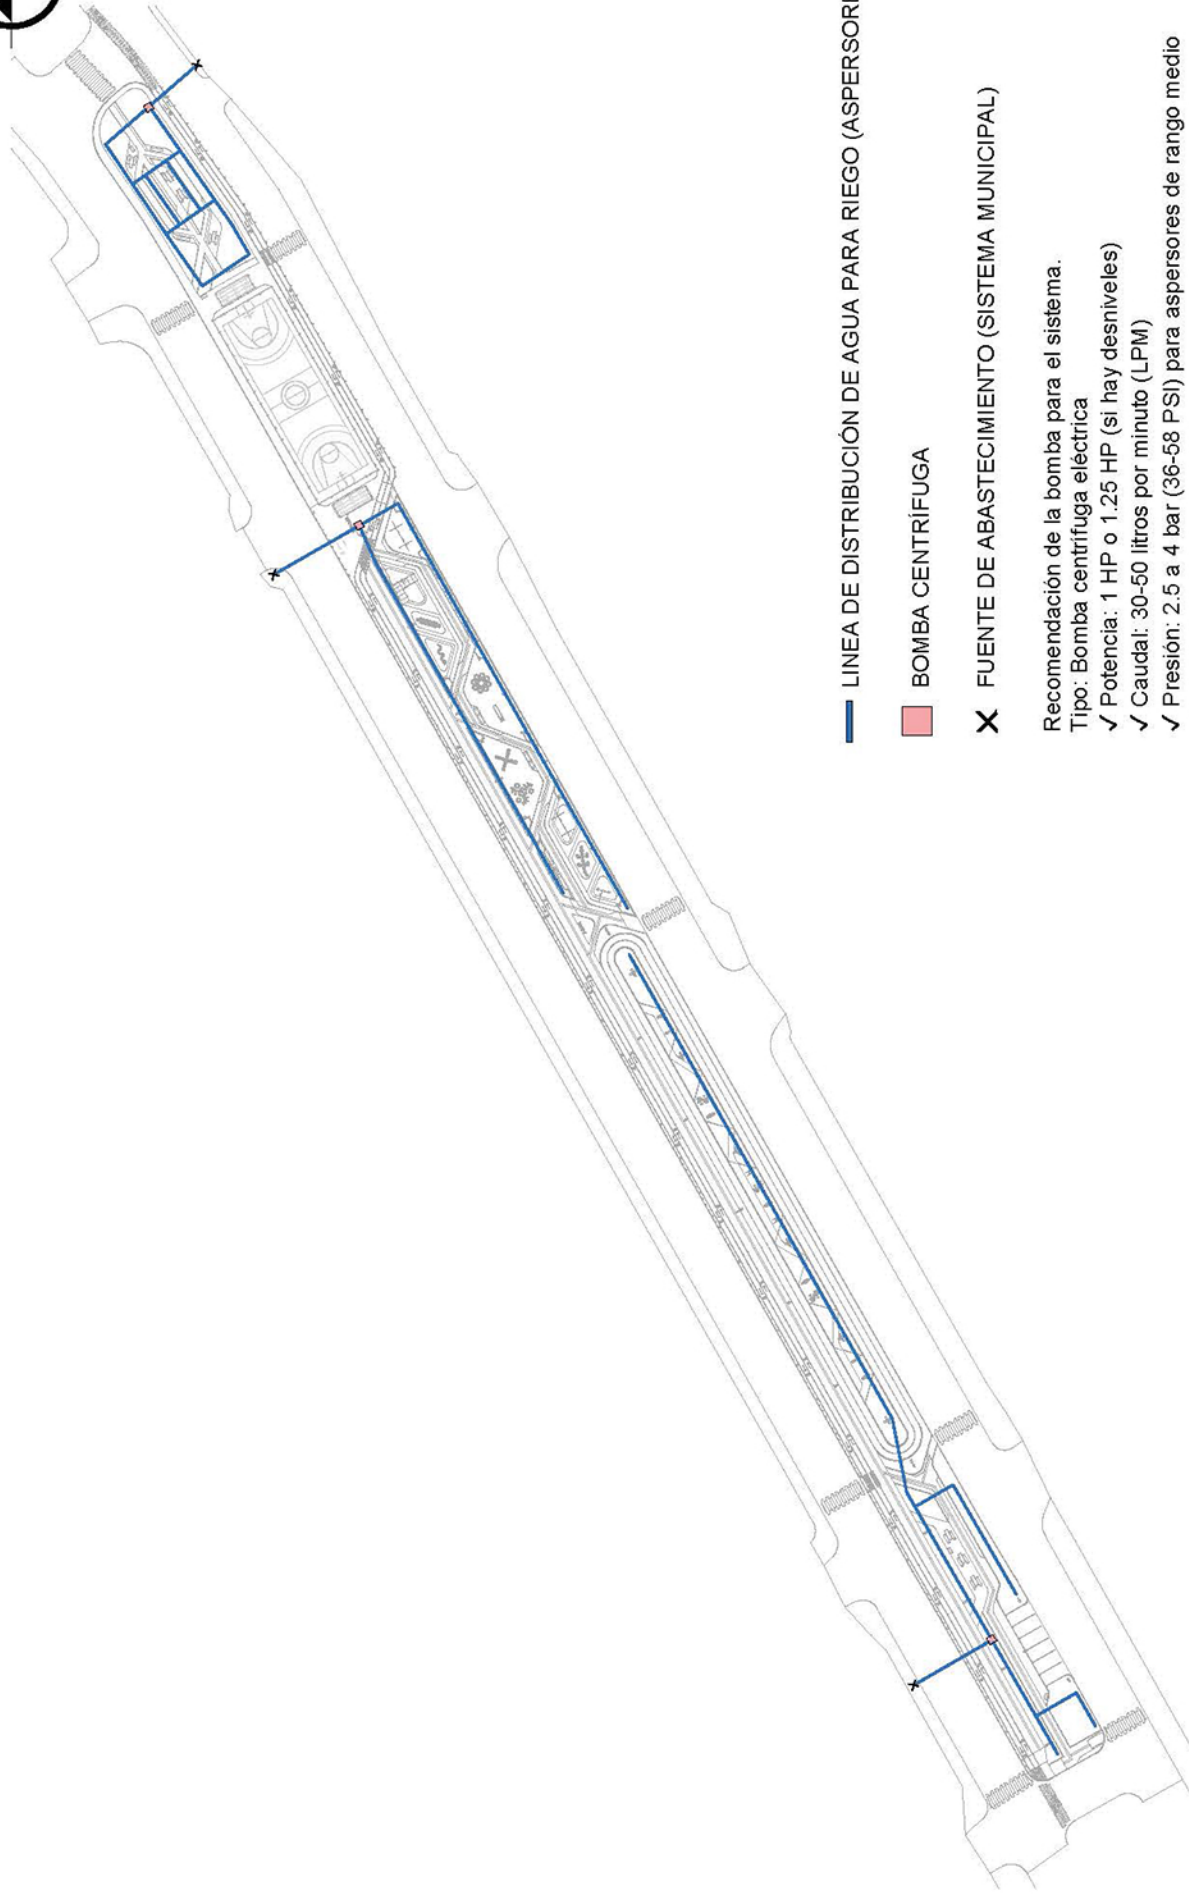 LINEA DE DISTRIBUCIÓN DE AGUA PARA RIEGO
BOMBA CENTRÍFUGA
FUENTE DE ABASTECIMIENTO (SISTEMA MUNICIPAL)
Recomendación de la bomba para el sistema.
Tipo: Bomba centrífuga eléctrica
✓ Potencia: 1 HP o 1.25 HP (si hay desniveles)
✓ Caudal: 30-50 litros por minuto (LPM)
✓ Presión: 2.5 a 4 bar (36-58 PSI) para aspersores de rango medio